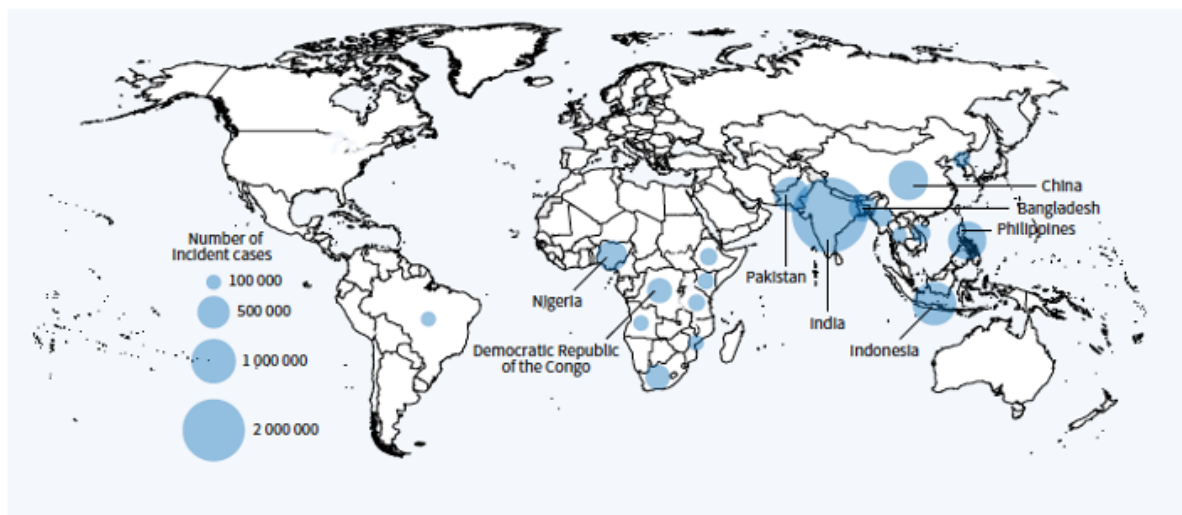 China
Bangladesh
Philippines
Number of
incident cases
100 000
Pakistan
Nigeria
500 000
India
Democratic Republic
of the Congo
Indonesia
1 000 000
2 000 000